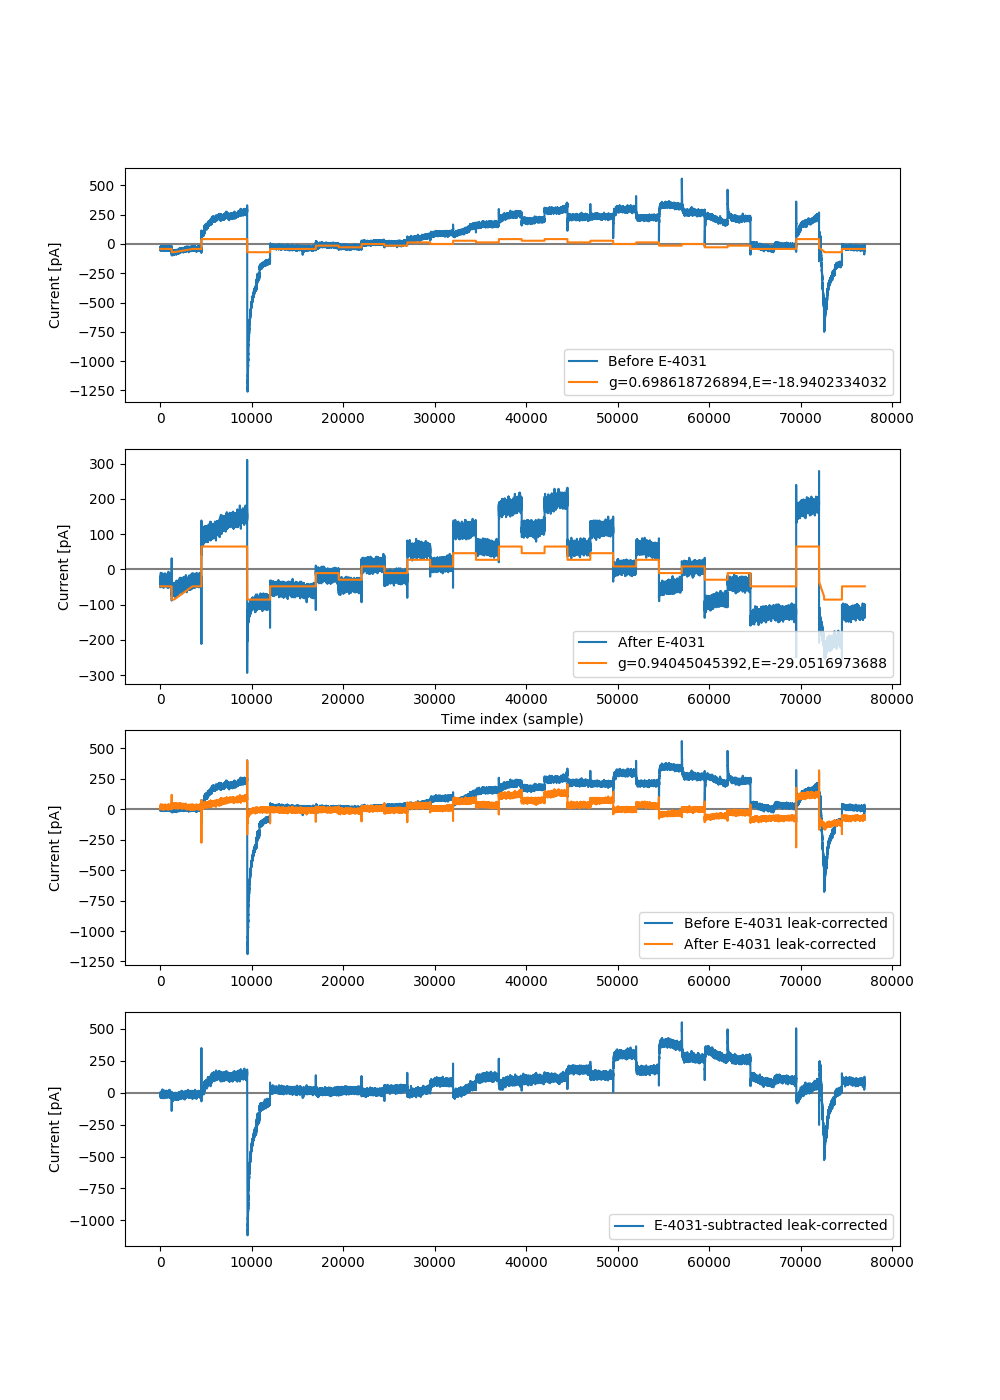 500
250
0
−250
−500
−750
−1000
−1250
Current [pA]
Before E-4031
g=0.698618726894,E=-18.9402334032
0 10000 20000 30000 40000 50000 60000 70000 80000
300
200
100
0
−100
−200
−300
Current [pA]
After E-4031
g=0.94045045392,E=-29.0516973688
0 10000 20000 30000 40000 50000 60000 70000 80000
Time index (sample)
500
250
0
−250
−500
−750
−1000
−1250
Current [pA]
Before E-4031 leak-corrected
After E-4031 leak-corrected
0 10000 20000 30000 40000 50000 60000 70000 80000
500
250
0
−250
−500
−750
−1000
Current [pA]
E-4031-subtracted leak-corrected
0 10000 20000 30000 40000 50000 60000 70000 80000